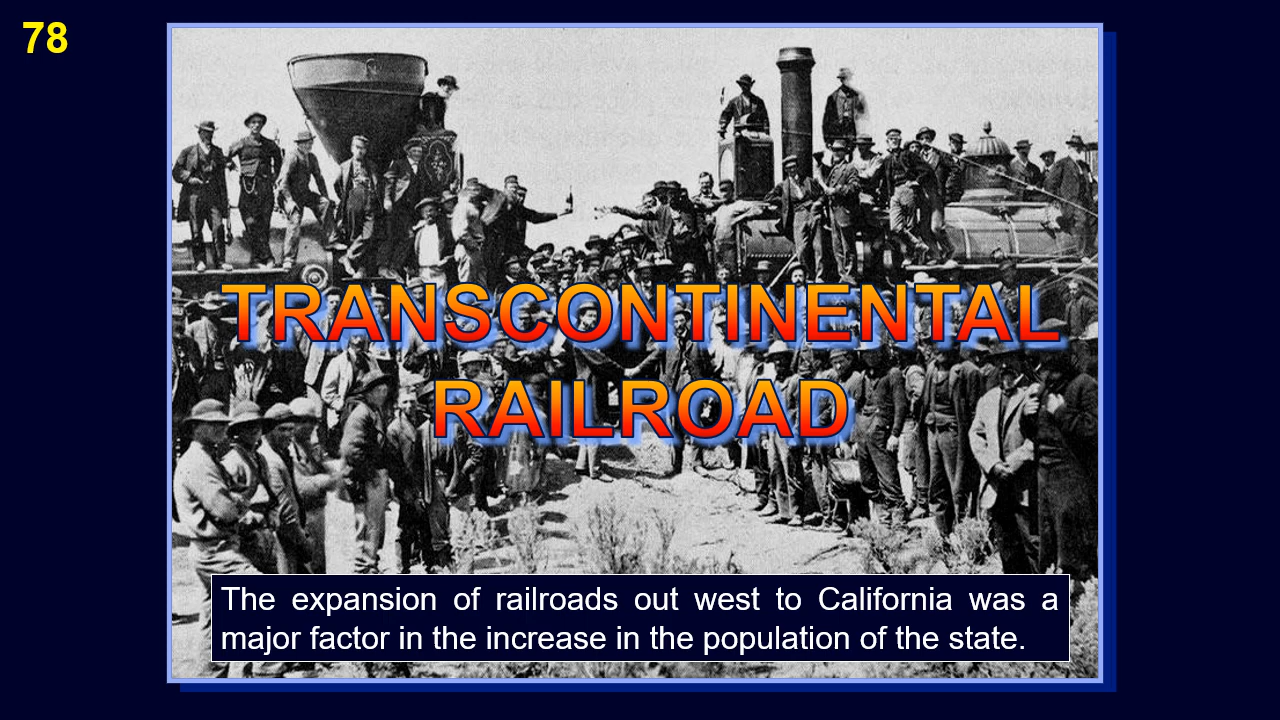 78
TRANSCONTINENTAL
RAILROAD
The expansion of railroads out west to California was a
major factor in the increase in the population of the state.